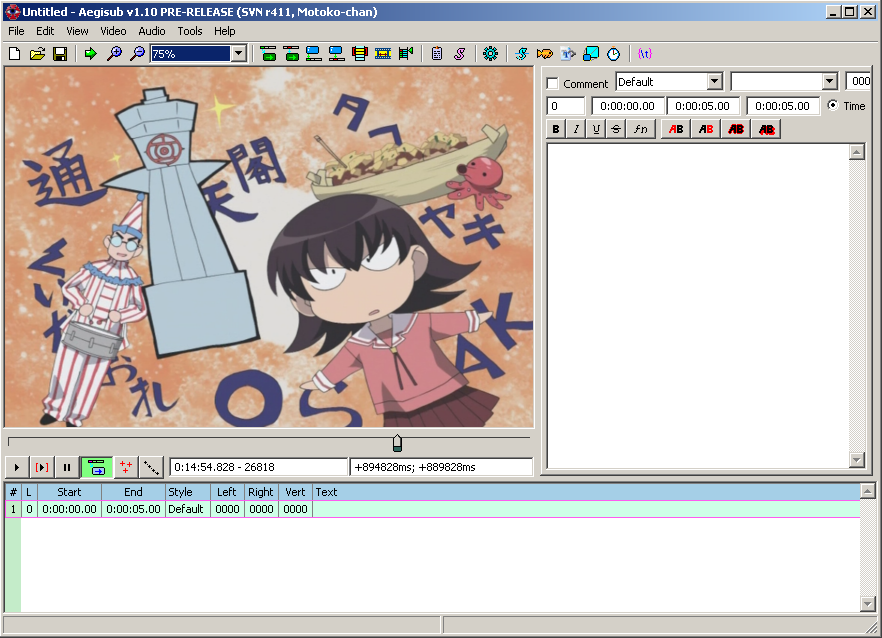 Untitled - Aegisub v1.10 PRE-RELEASE (SVN r411, Motoko-chan)
File Edit View Video Audio Tools Help
75%
Comment Default 000
0 0:00:00.00 0:00:05.00 0:00:05.00 Time
B I U S fn AB AB AB AB
タコ
ヤキ
通
天
閣
くいだ
お礼
OSAK
0:14:54.828 - 26818 +894828ms; +889828ms
# L Start End Style Left Right Vert Text
1 0 0:00:00.00 0:00:05.00 Default 0000 0000 0000